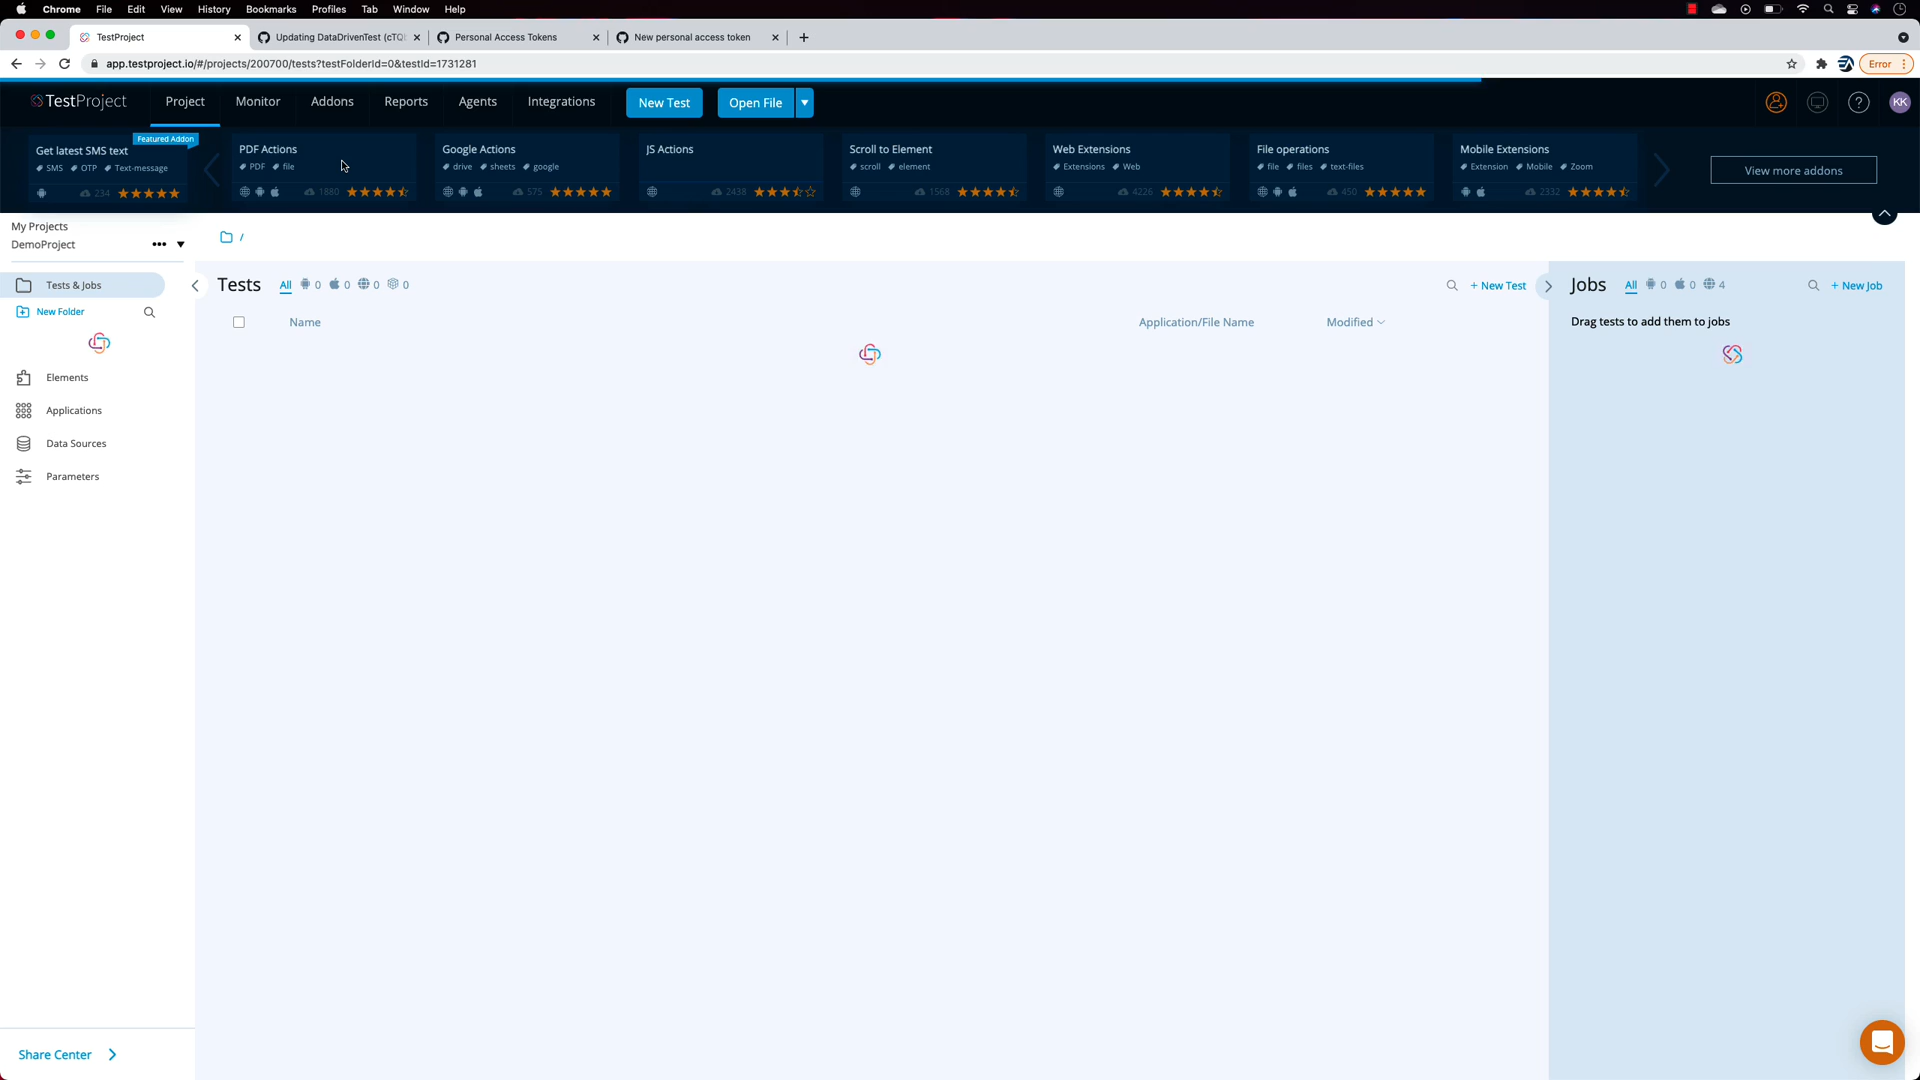 Chrome File Edit View History Bookmarks Profiles Tab Window Help
TestProject Updating DataDrivenTest (cTQ Personal Access Tokens New personal access token
app.testproject.io/#/projects/200700/tests?testFolderId=0&testId=1731281 Error
TestProject Project Monitor Addons Reports Agents Integrations New Test Open File KK
Featured Addon
Get latest SMS text PDF Actions Google Actions JS Actions Scroll to Element Web Extensions File operations Mobile Extensions
SMS OTP Text-message PDF file drive sheets google scroll element Extensions Web file files text-files Extension Mobile Zoom
View more addons
234 1880 575 2438 1568 4226 450 2332
My Projects
DemoProject
/
Tests & Jobs
Tests All 0 0 0 0 + New Test
Jobs All 0 0 4 + New Job
New Folder
Name Application/File Name Modified
Drag tests to add them to jobs
Elements
Applications
Data Sources
Parameters
Share Center